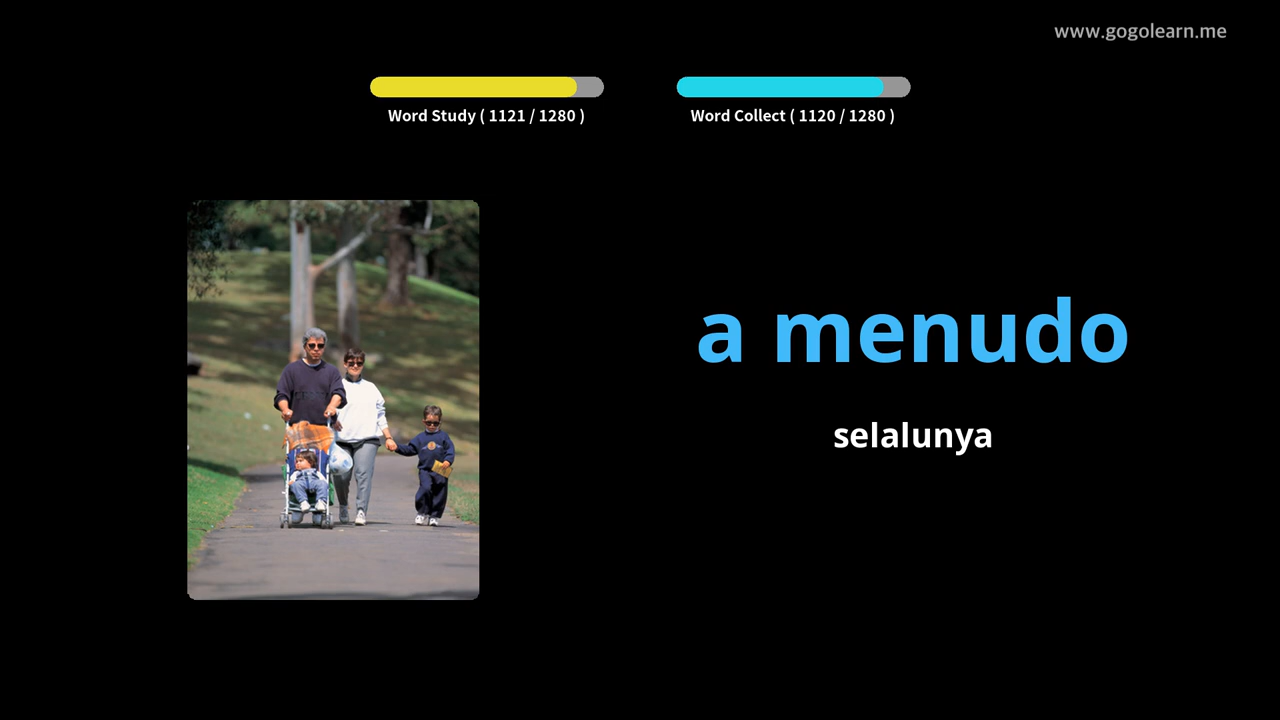 www.gogolearn.me
Word Study ( 1121 / 1280 )
Word Collect ( 1120 / 1280 )
a menudo
selalunya